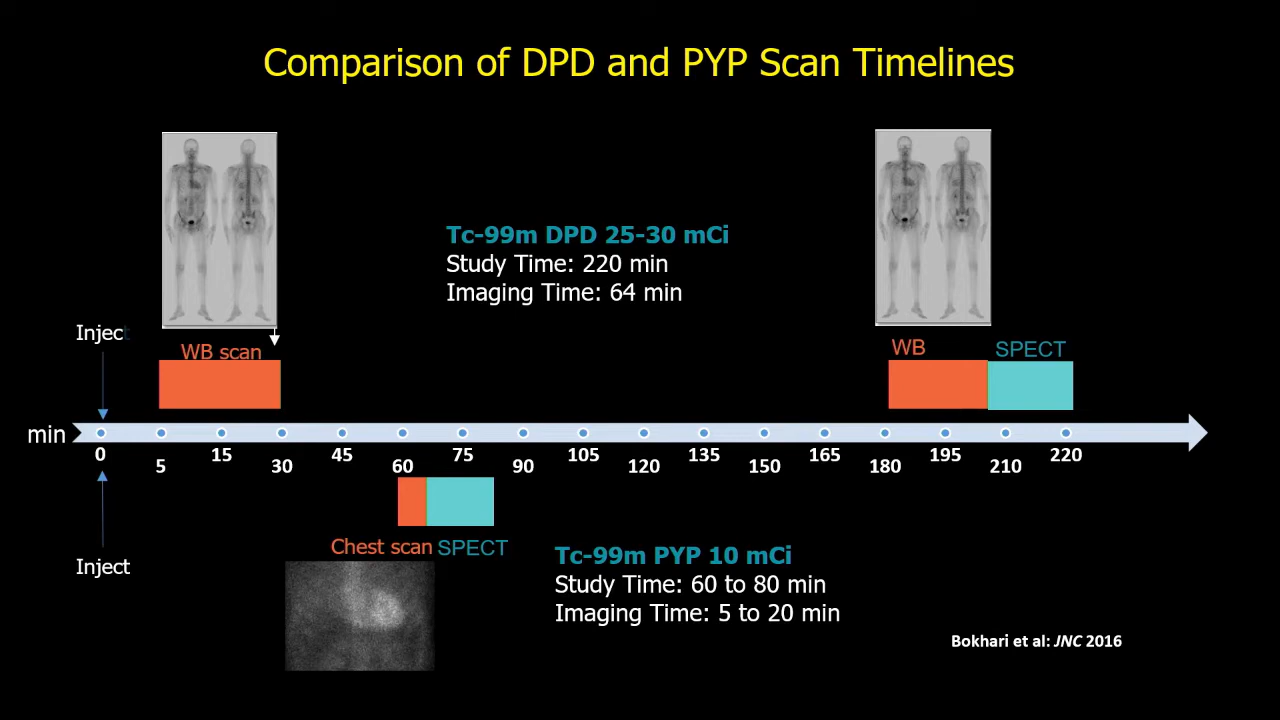 Comparison of DPD and PYP Scan Timelines
Tc-99m DPD 25-30 mCi
Study Time: 220 min
Imaging Time: 64 min
Inject
WB scan
WB
SPECT
min
0
5
15
30
45
60
75
90
105
120
135
150
165
180
195
210
220
Chest scan
SPECT
Inject
Tc-99m PYP 10 mCi
Study Time: 60 to 80 min
Imaging Time: 5 to 20 min
Bokhari et al: JNC 2016